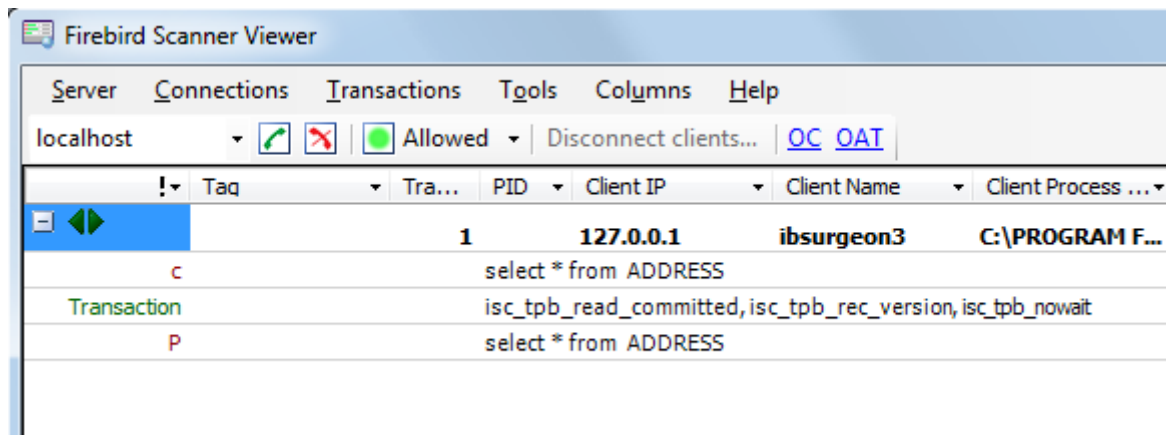 Firebird Scanner Viewer
Server Connections Transactions Tools Columns Help
localhost Allowed Disconnect clients... OC OAT
! Tag Tra... PID Client IP Client Name Client Process ...
1 127.0.0.1 ibsurgeon3 C:\PROGRAM F...
c select * from ADDRESS
Transaction isc_tpb_read_committed, isc_tpb_rec_version, isc_tpb_nowait
P select * from ADDRESS